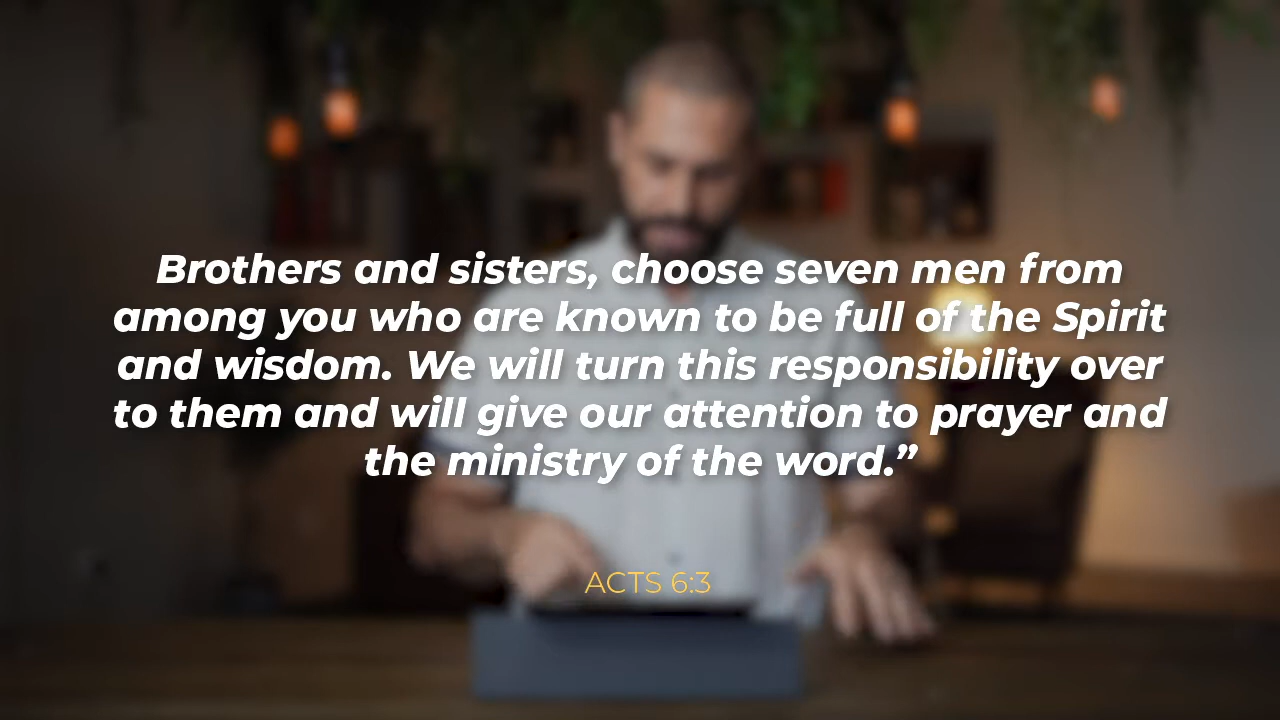 Brothers and sisters, choose seven men from
among you who are known to be full of the Spirit
and wisdom. We will turn this responsibility over
to them and will give our attention to prayer and
the ministry of the word.”
ACTS 6:3